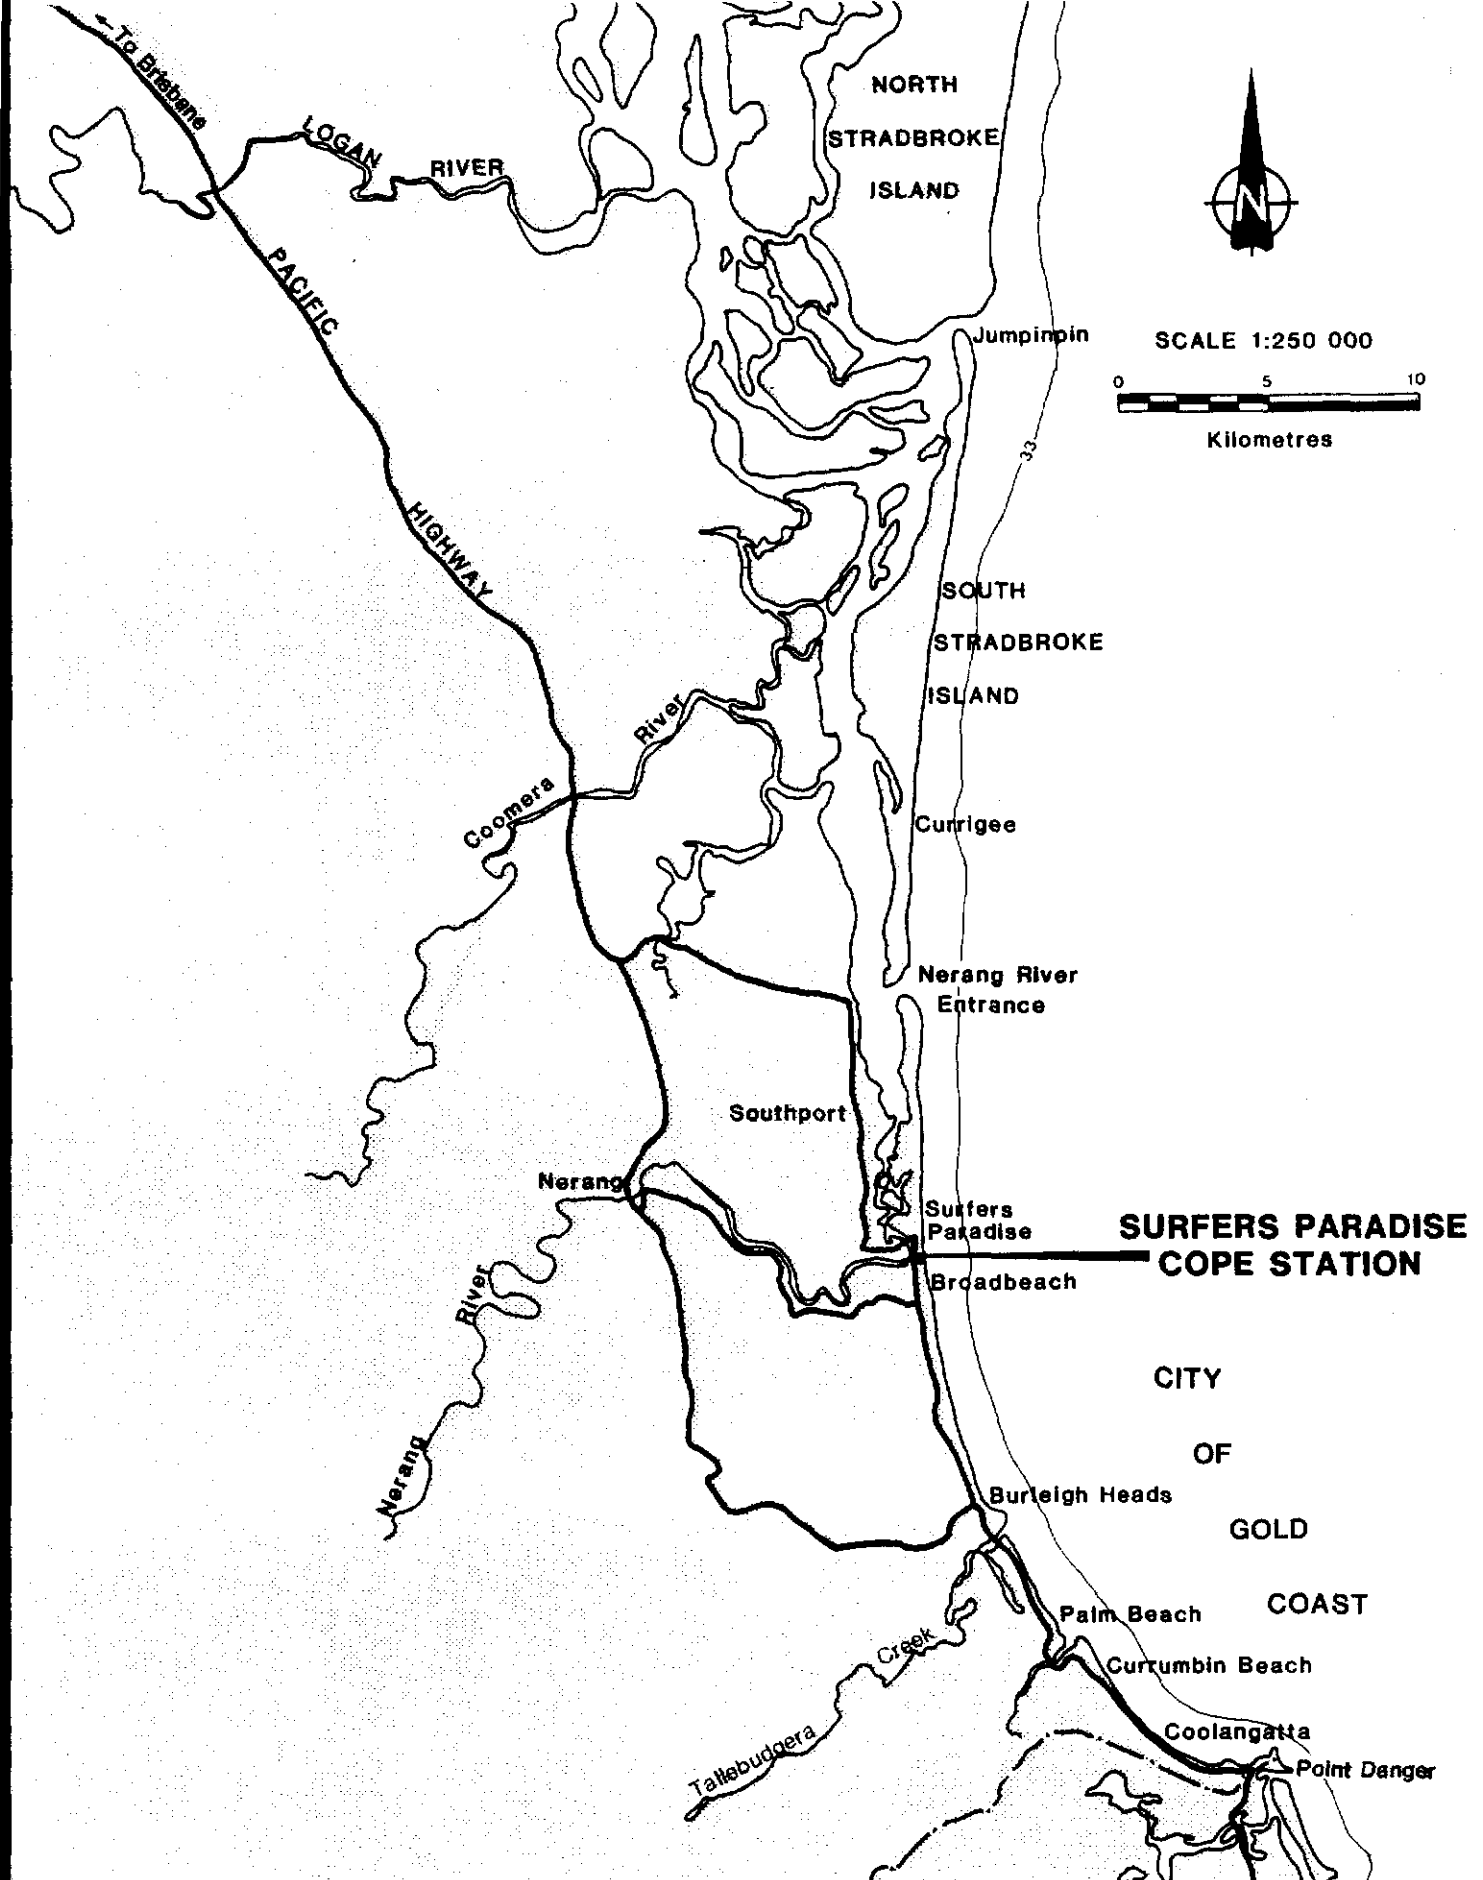 To Brisbane
NORTH
STRADBROKE
ISLAND
LOGAN
RIVER
N
PACIFIC
Jumpinpin
SCALE 1:250 000
0 5 10
Kilometres
33
HIGHWAY
SOUTH
STRADBROKE
ISLAND
River
Coomera
Currigee
Nerang River
Entrance
Southport
Nerang
Surfers
Paradise
SURFERS PARADISE
COPE STATION
Broadbeach
River
Nerang
CITY
OF
GOLD
COAST
Burleigh Heads
Palm Beach
Creek
Currumbin Beach
Tallebudgera
Coolangatta
Point Danger